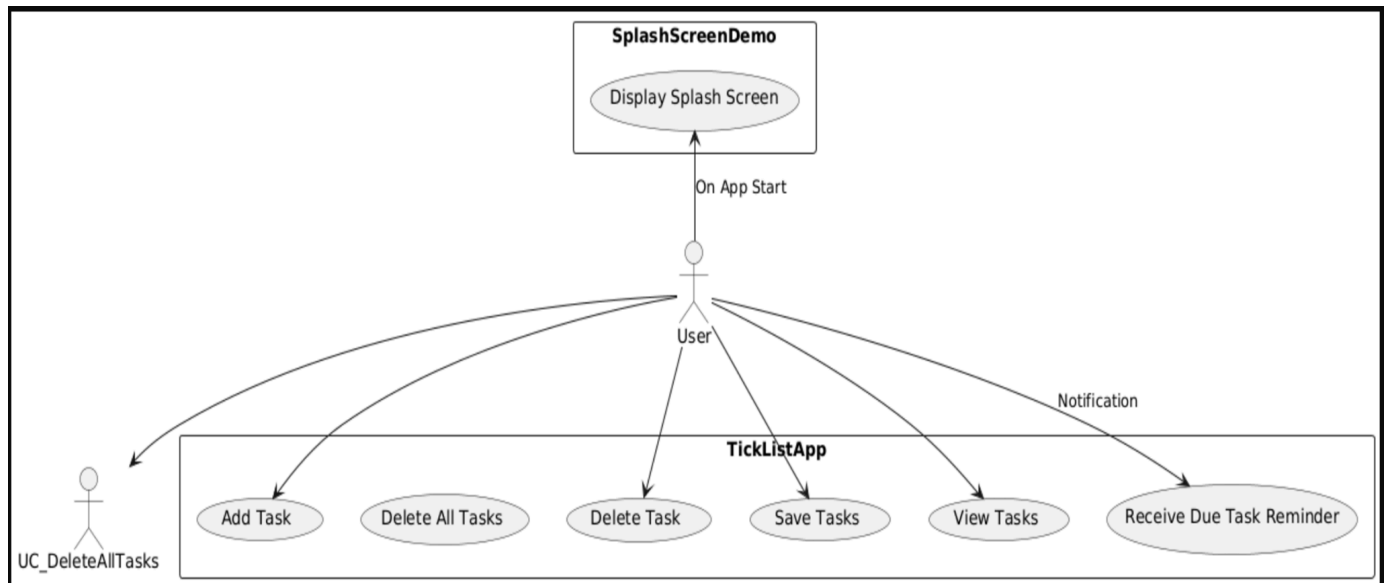 SplashScreenDemo
Display Splash Screen
On App Start
User
Notification
TickListApp
Add Task
Delete All Tasks
Delete Task
Save Tasks
View Tasks
Receive Due Task Reminder
UC_DeleteAllTasks